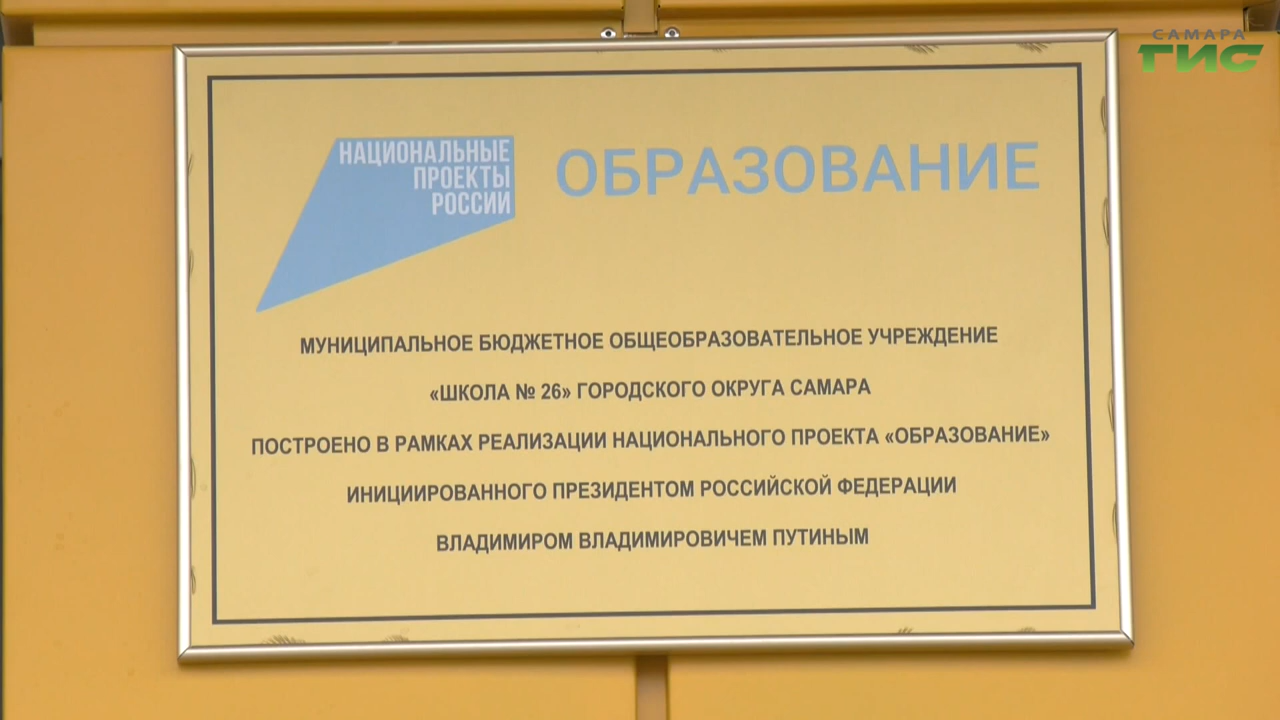 САМАРА
ГИС
НАЦИОНАЛЬНЫЕ
ПРОЕКТЫ
РОССИИ
ОБРАЗОВАНИЕ
МУНИЦИПАЛЬНОЕ БЮДЖЕТНОЕ ОБЩЕОБРАЗОВАТЕЛЬНОЕ УЧРЕЖДЕНИЕ
«ШКОЛА № 26» ГОРОДСКОГО ОКРУГА САМАРА
ПОСТРОЕНО В РАМКАХ РЕАЛИЗАЦИИ НАЦИОНАЛЬНОГО ПРОЕКТА «ОБРАЗОВАНИЕ»
ИНИЦИИРОВАННОГО ПРЕЗИДЕНТОМ РОССИЙСКОЙ ФЕДЕРАЦИИ
ВЛАДИМИРОМ ВЛАДИМИРОВИЧЕМ ПУТИНЫМ